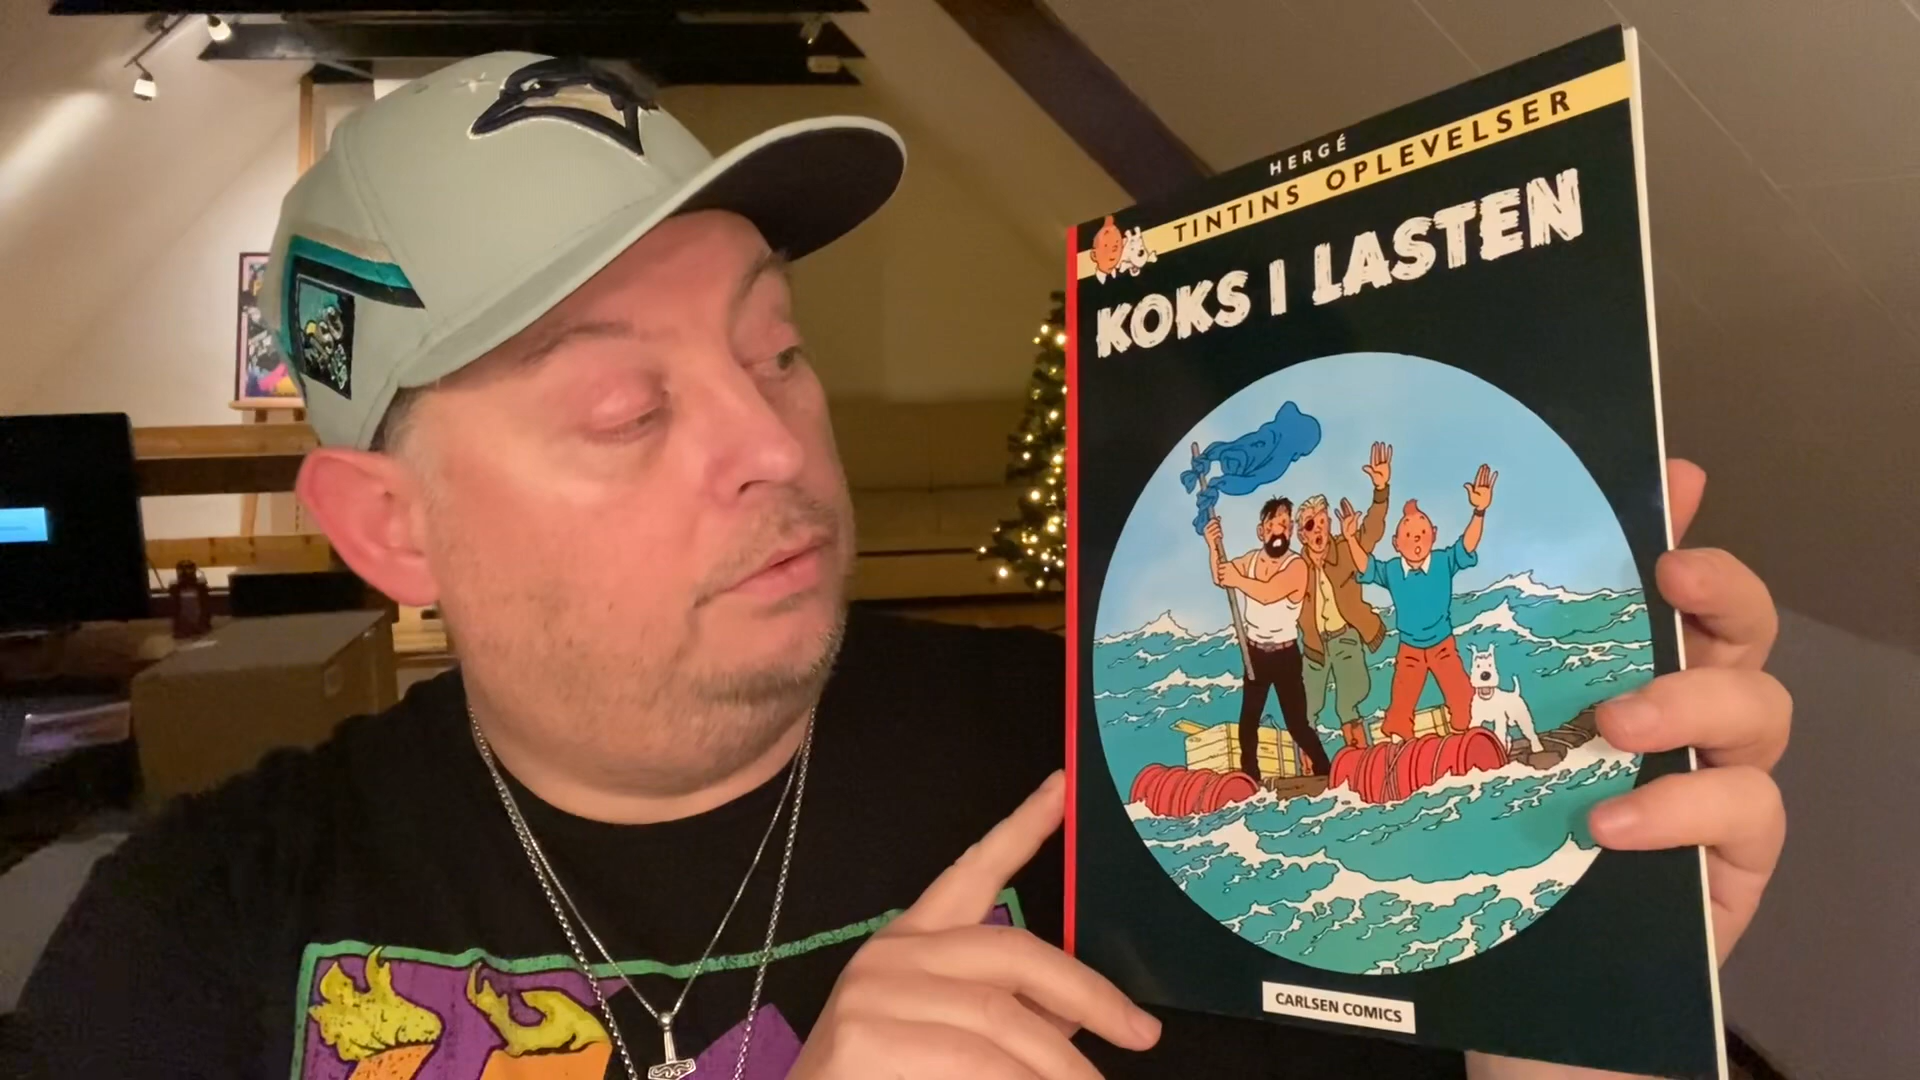 HERGÉ
TINTINS OPLEVELSER
KOKS I LASTEN
CARLSEN COMICS